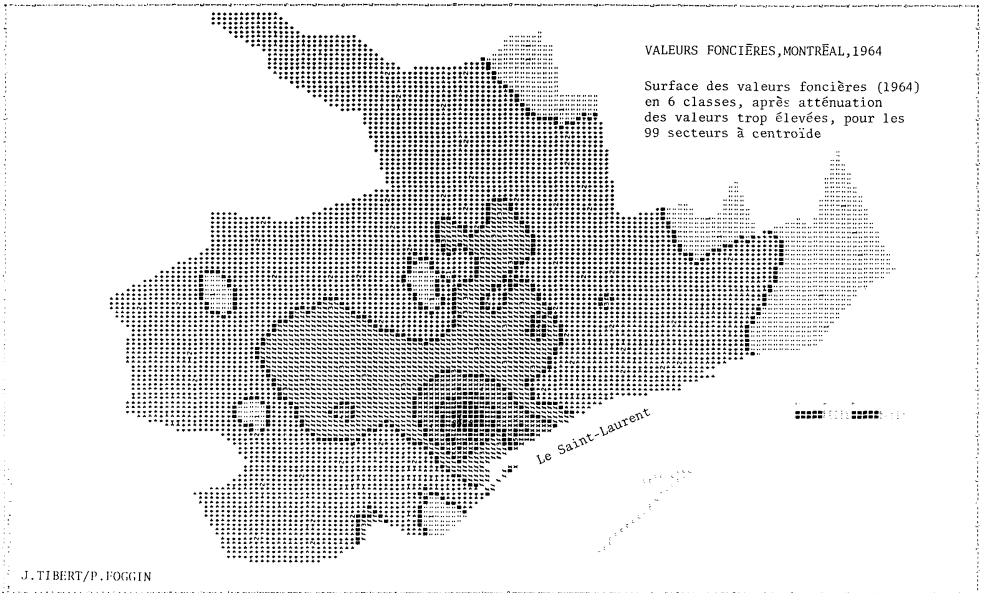 VALEURS FONCIÈRES,MONTRÉAL,1964
Surface des valeurs foncières (1964)
en 6 classes, après atténuation
des valeurs trop élevées, pour les
99 secteurs à centroïde
Le Saint-Laurent
J.TIBERT/P.FOGGIN